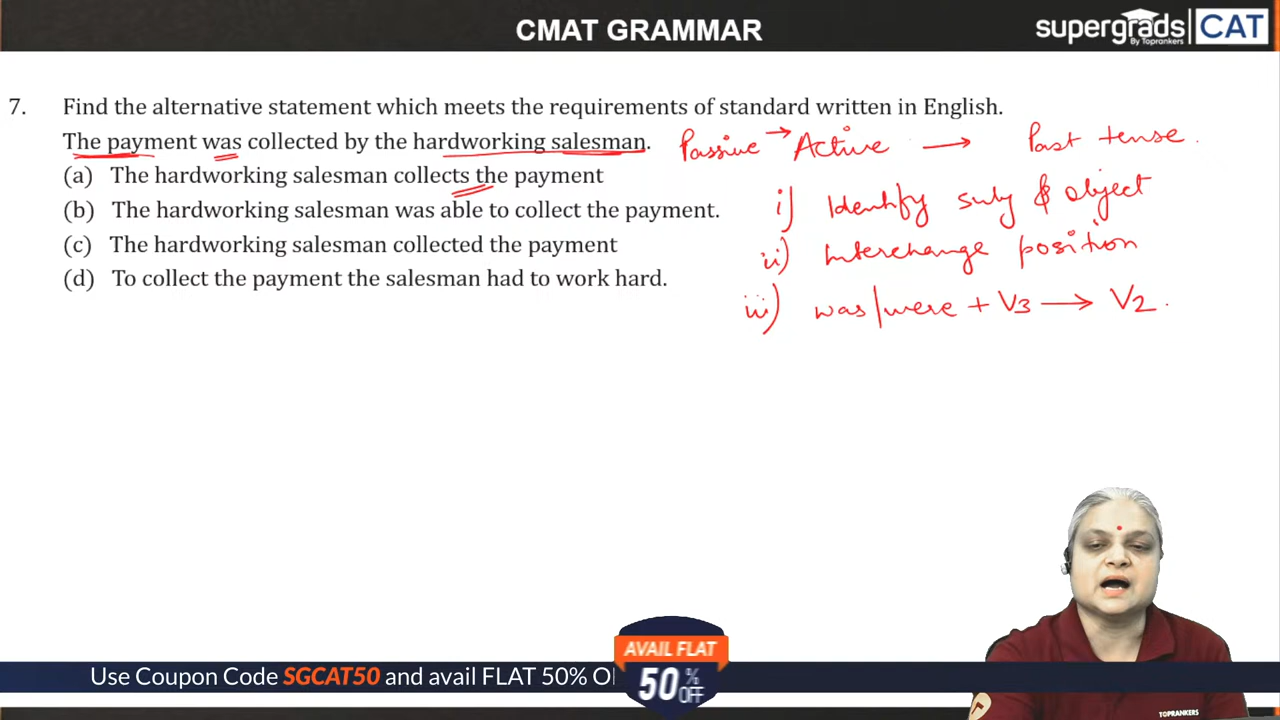 CMAT GRAMMAR
supergrads
By Toprankers
CAT
7. Find the alternative statement which meets the requirements of standard written in English.
The payment was collected by the hardworking salesman.
Passive → Active → Past tense.
(a) The hardworking salesman collects the payment
i) Identify subj & object
(b) The hardworking salesman was able to collect the payment.
(c) The hardworking salesman collected the payment
ii) Interchange position
(d) To collect the payment the salesman had to work hard.
iii) was/were + V3 → V2.
AVAIL FLAT
Use Coupon Code SGCAT50 and avail FLAT 50% O
50% OFF
TOPRANKERS